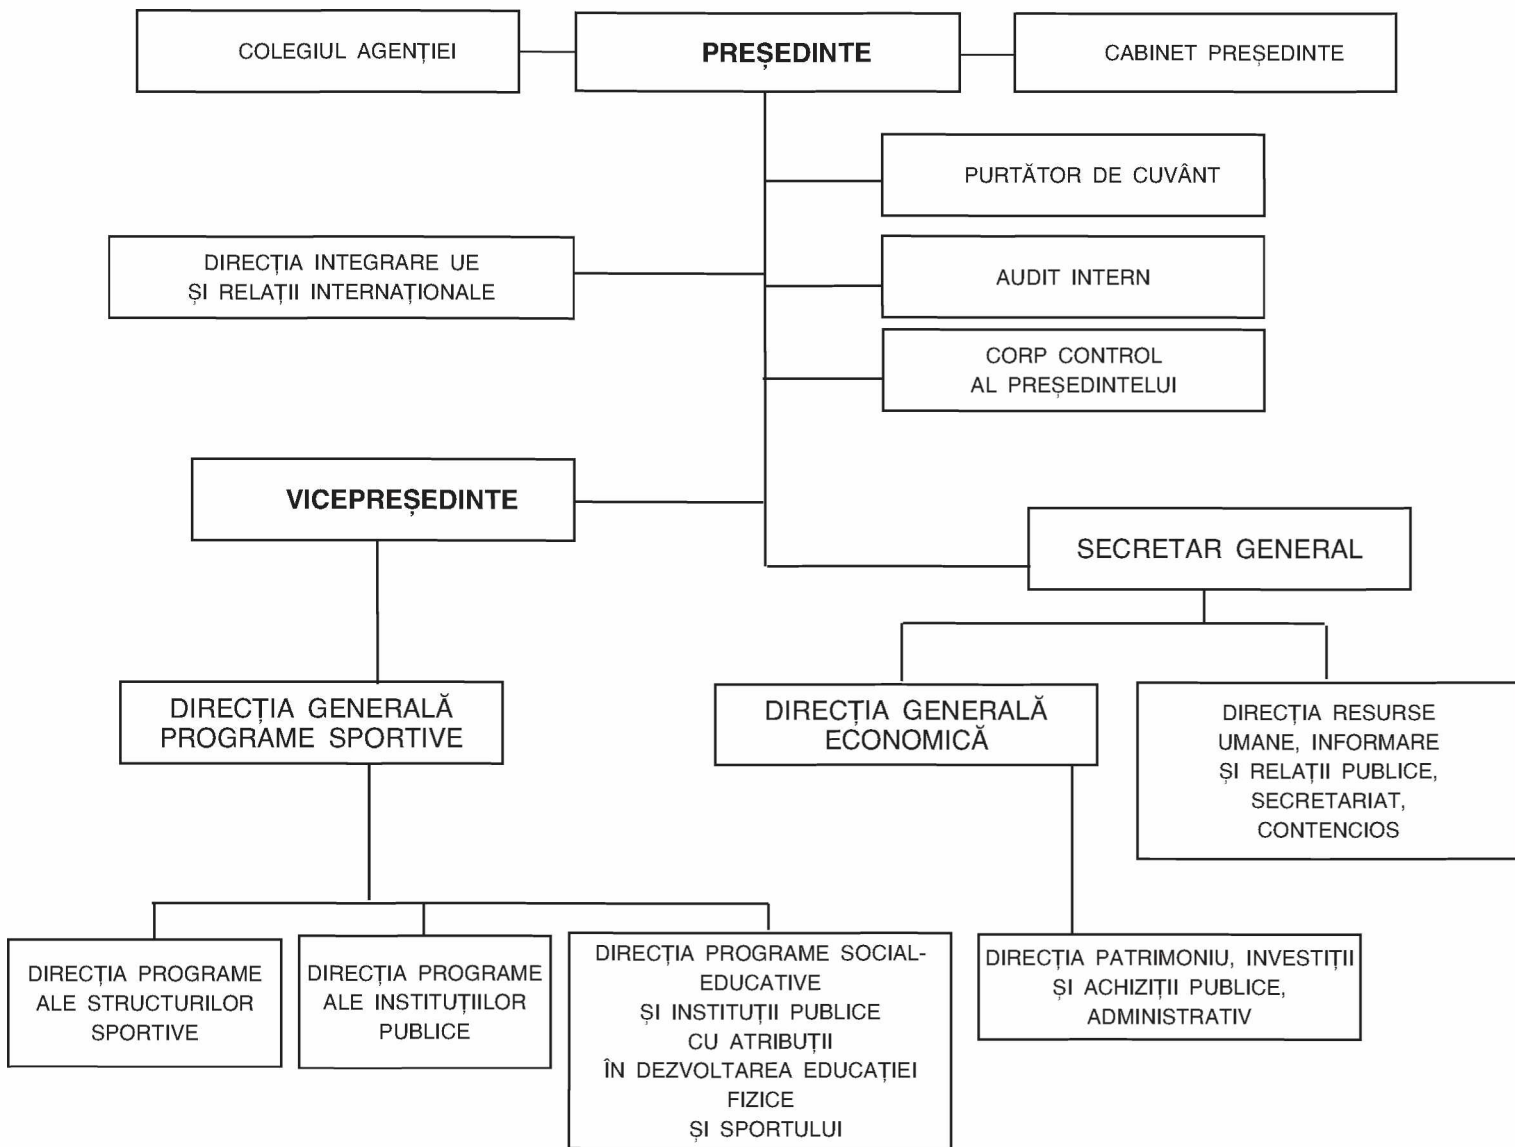 COLEGIUL AGENȚIEI
PREȘEDINTE
CABINET PREȘEDINTE
PURTĂTOR DE CUVÂNT
DIRECȚIA INTEGRARE UE
ȘI RELAȚII INTERNAȚIONALE
AUDIT INTERN
CORP CONTROL
AL PREȘEDINTELUI
VICEPREȘEDINTE
SECRETAR GENERAL
DIRECȚIA GENERALĂ
PROGRAME SPORTIVE
DIRECȚIA GENERALĂ
ECONOMICĂ
DIRECȚIA RESURSE
UMANE, INFORMARE
ȘI RELAȚII PUBLICE,
SECRETARIAT,
CONTENCIOS
DIRECȚIA PROGRAME
ALE STRUCTURILOR
SPORTIVE
DIRECȚIA PROGRAME
ALE INSTITUȚIILOR
PUBLICE
DIRECȚIA PROGRAME SOCIAL-
EDUCATIVE
ȘI INSTITUȚII PUBLICE
CU ATRIBUȚII
ÎN DEZVOLTAREA EDUCAȚIEI
FIZICE
ȘI SPORTULUI
DIRECȚIA PATRIMONIU, INVESTIȚII
ȘI ACHIZIȚII PUBLICE,
ADMINISTRATIV